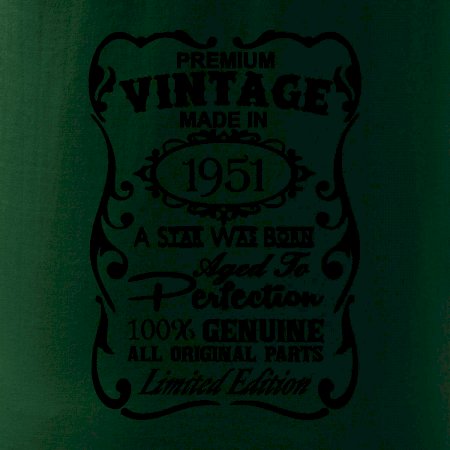 PREMIUM
VINTAGE
MADE IN
1951
A STAR WAS BORN
Aged To
Perfection
100% GENUINE
ALL ORIGINAL PARTS
Limited Edition